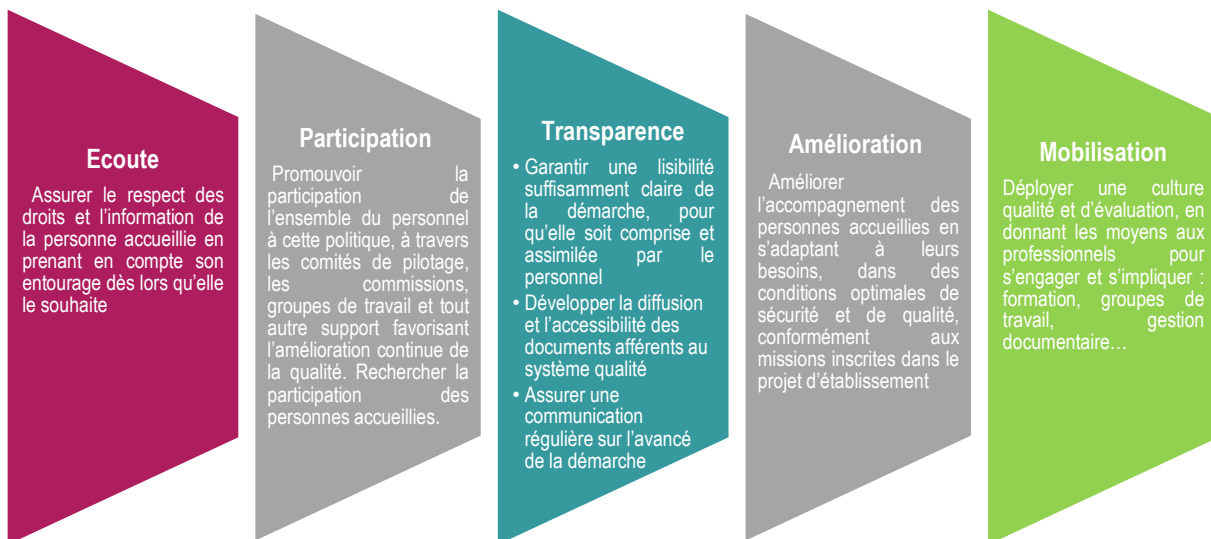 Ecoute
Assurer le respect des
droits et l'information de
la personne accueillie en
prenant en compte son
entourage dès lors qu'elle
le souhaite
Participation
Promouvoir la
participation de
l'ensemble du personnel
à cette politique, à travers
les comités de pilotage,
les commissions,
groupes de travail et tout
autre support favorisant
l'amélioration continue de
la qualité. Rechercher la
participation des
personnes accueillies.
Transparence
• Garantir une lisibilité
suffisamment claire de
la démarche, pour
qu'elle soit comprise et
assimilée par le
personnel
• Développer la diffusion
et l'accessibilité des
documents afférents au
système qualité
• Assurer une
communication
régulière sur l'avancé
de la démarche
Amélioration
Améliorer
l'accompagnement des
personnes accueillies en
s'adaptant à leurs
besoins, dans des
conditions optimales de
sécurité et de qualité,
conformément aux
missions inscrites dans le
projet d'établissement
Mobilisation
Déployer une culture
qualité et d'évaluation, en
donnant les moyens aux
professionnels pour
s'engager et s'impliquer :
formation, groupes de
travail, gestion
documentaire…